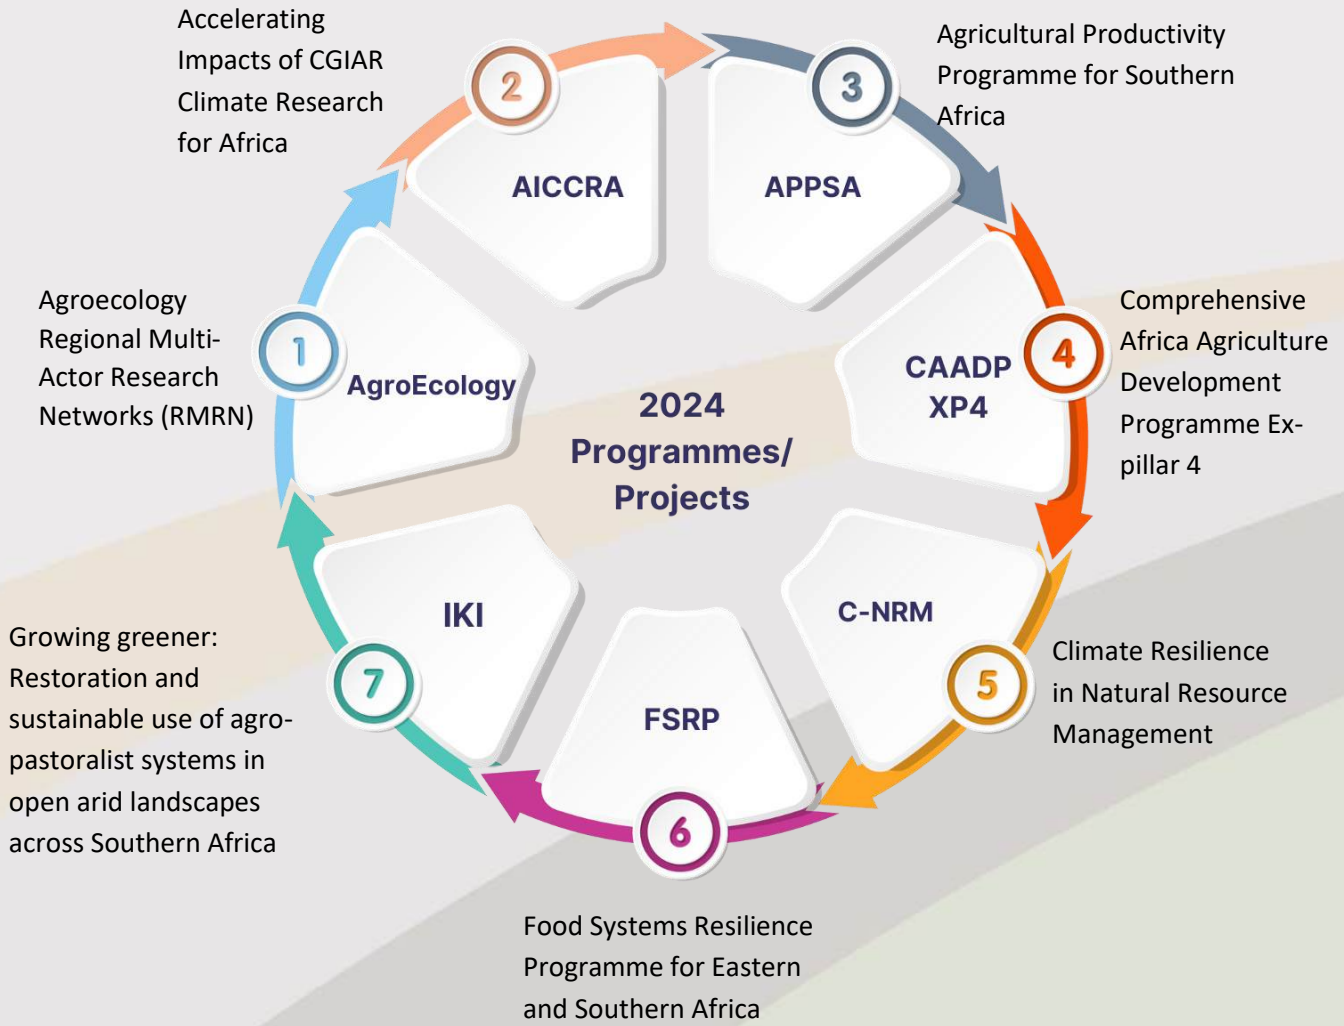 2024
Programmes/
Projects
1
AgroEcology
Agroecology
Regional Multi-
Actor Research
Networks (RMRN)
2
AICCRA
Accelerating
Impacts of CGIAR
Climate Research
for Africa
3
APPSA
Agricultural Productivity
Programme for Southern
Africa
4
CAADP
XP4
Comprehensive
Africa Agriculture
Development
Programme Ex-
pillar 4
5
C-NRM
Climate Resilience
in Natural Resource
Management
6
FSRP
Food Systems Resilience
Programme for Eastern
and Southern Africa
7
IKI
Growing greener:
Restoration and
sustainable use of agro-
pastoralist systems in
open arid landscapes
across Southern Africa